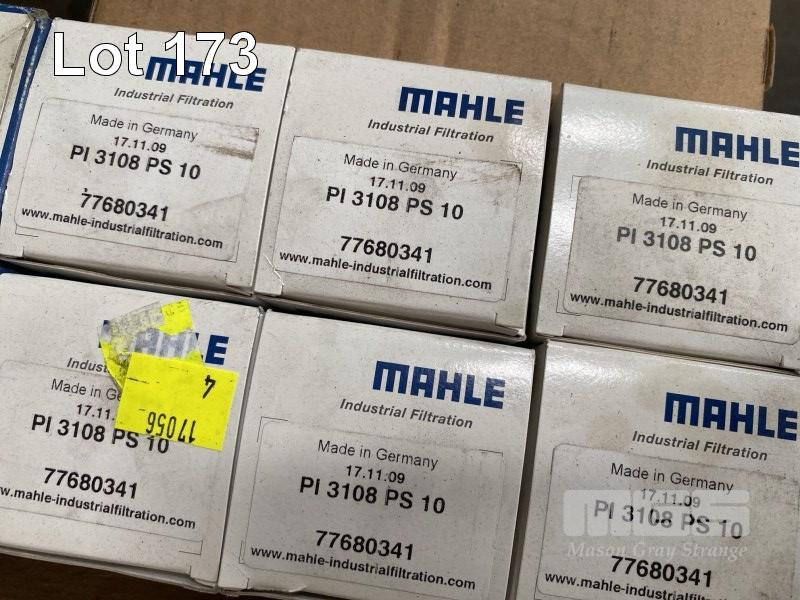 Lot 173
MAHLE
Industrial Filtration
Made in Germany
17.11.09
PI 3108 PS 10
77680341
www.mahle-industrialfiltration.com
MAHLE
Industrial Filtration
Made in Germany
17.11.09
PI 3108 PS 10
77680341
www.mahle-industrialfiltration.com
MAHLE
Industrial Filtration
Made in Germany
17.11.09
PI 3108 PS 10
77680341
www.mahle-industrialfiltration.com
Made in
17.11.
PI 3108 PS 10
77680341
www.mahle-industrialfiltration.com
4
17056
MAHLE
Industrial Filtration
Made in Germany
17.11.09
PI 3108 PS 10
77680341
www.mahle-industrialfiltration.com
MAHLE
Industrial Filtration
Made in Germany
17.11.09
PI 3108 PS 10
77680341
www.mahle-industrialfiltration.com
MGS
Mason Gray Strange